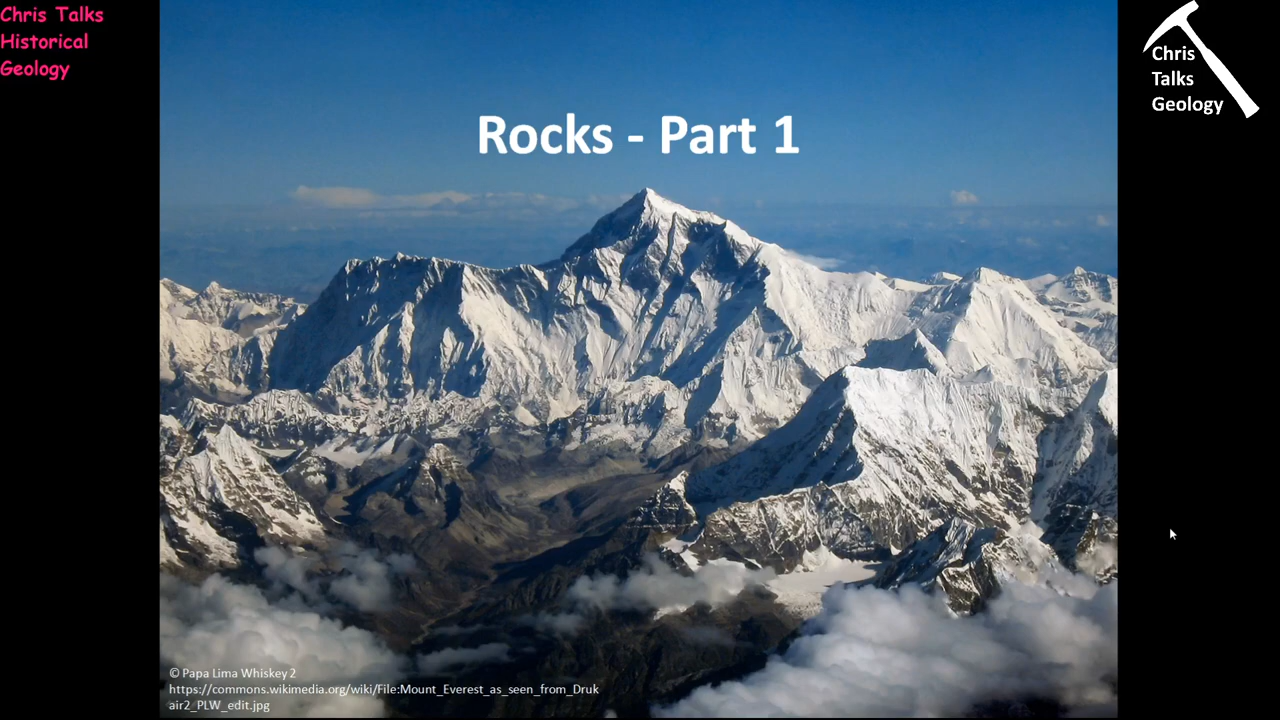 Chris Talks
Historical
Geology
Chris
Talks
Geology
Rocks - Part 1
© Papa Lima Whiskey 2
https://commons.wikimedia.org/wiki/File:Mount_Everest_as_seen_from_Druk
air2_PLW_edit.jpg